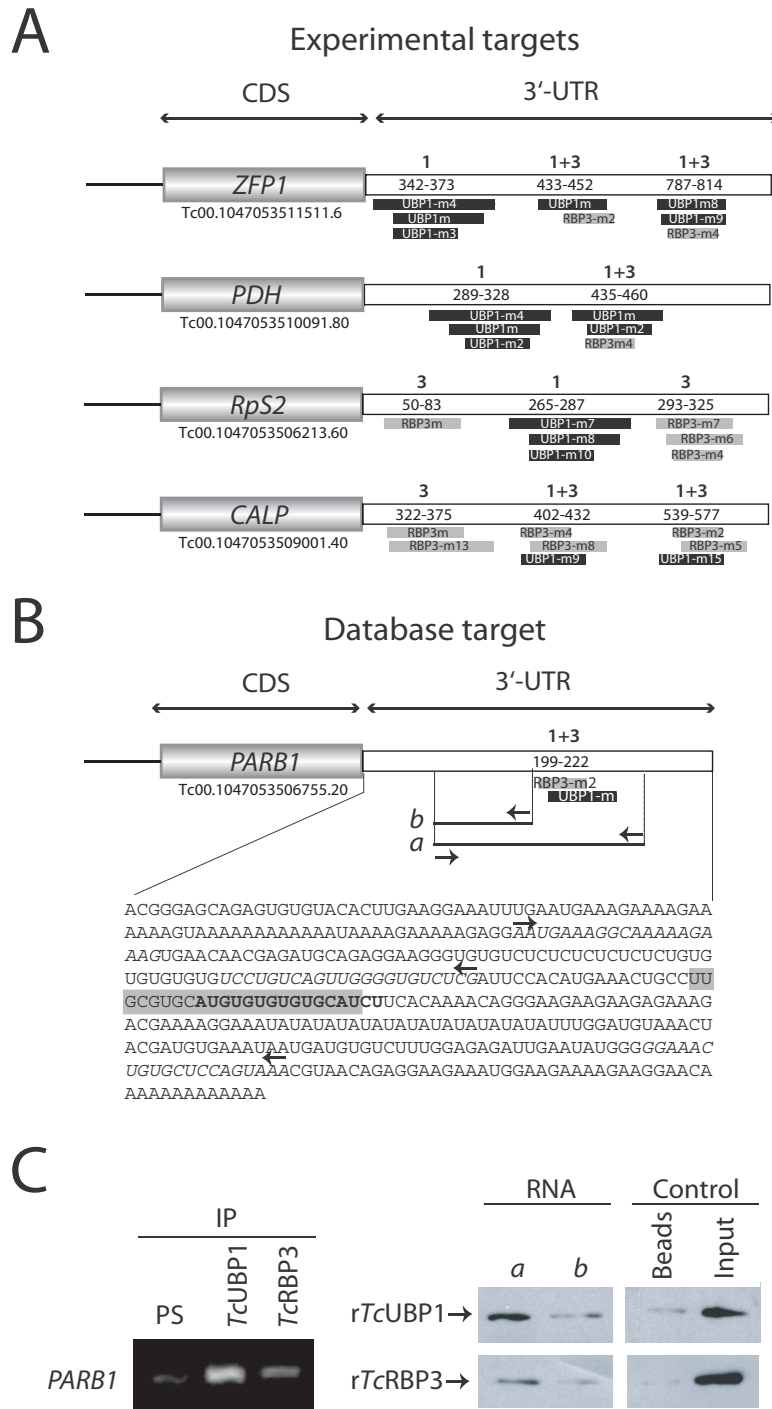 A
Experimental targets
CDS
3‘-UTR
1
1+3
1+3
ZFP1
342-373
433-452
787-814
Tc00.1047053511511.6
UBP1-m4
UBP1m
UBP1m8
UBP1m
RBP3-m2
UBP1-m9
UBP1-m3
RBP3-m4
1
1+3
PDH
289-328
435-460
Tc00.1047053510091.80
UBP1-m4
UBP1m
UBP1m
UBP1-m2
UBP1-m2
RBP3m4
3
1
3
RpS2
50-83
265-287
293-325
Tc00.1047053506213.60
RBP3m
UBP1-m7
RBP3-m7
UBP1-m8
RBP3-m6
UBP1-m10
RBP3-m4
3
1+3
1+3
CALP
322-375
402-432
539-577
Tc00.1047053509001.40
RBP3m
RBP3-m4
RBP3-m2
RBP3-m13
RBP3-m8
RBP3-m5
UBP1-m9
UBP1-m15
B
Database target
CDS
3‘-UTR
1+3
PARB1
199-222
Tc00.1047053506755.20
RBP3-m2
UBP1-m
b
a
ACGGGAGCAGAGUGUGUACACUUGAAGGAAAUUUGAAUGAAAGAAAAGAA
AAAAGUAAAAAAAAAAAAAUAAAAGAAAAAGAGGAAUGAAAGGCAAAAAGA
AAGUGAACAACGAGAUGCAGAGGAAGGGUGUGUCUCUCUCUCUCUCUGUG
UGUGUGUGUCCUGUCAGUUGGGGUGUCUCGAUUCCACAUGAAACUGCCUU
GCGUGCAUGUGUGUGUGCAUCUUCACAAAACAGGGAAGAAGAAGAGAAAG
ACGAAAAGGAAAUAUAUAUAUAUAUAUAUAUAUAUAUUUGGAUGUAAACU
ACGAUGUGAAAUAAUGAUGUGUCUUUGGAGAGAUUGAAUAUGGGGGAAAC
UGUGCUCCAGUAAACGUAACAGAGGAAGAAAUGGAAGAAAAGAAGGAACA
AAAAAAAAAAAA
C
IP
RNA
Control
PS
TcUBP1
TcRBP3
a
b
Beads
Input
rTcUBP1
PARB1
rTcRBP3